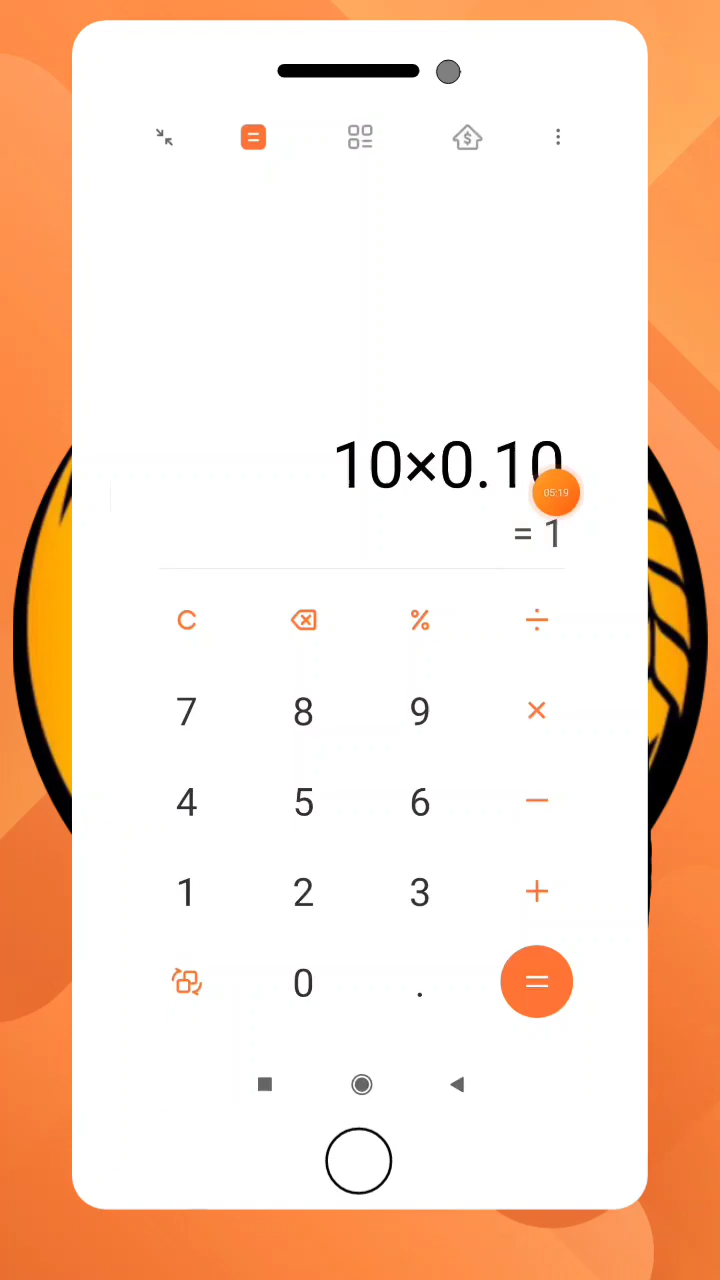 10×0.10
05:19
= 1
C % ÷
7 8 9 ×
4 5 6 −
1 2 3 +
0 . =